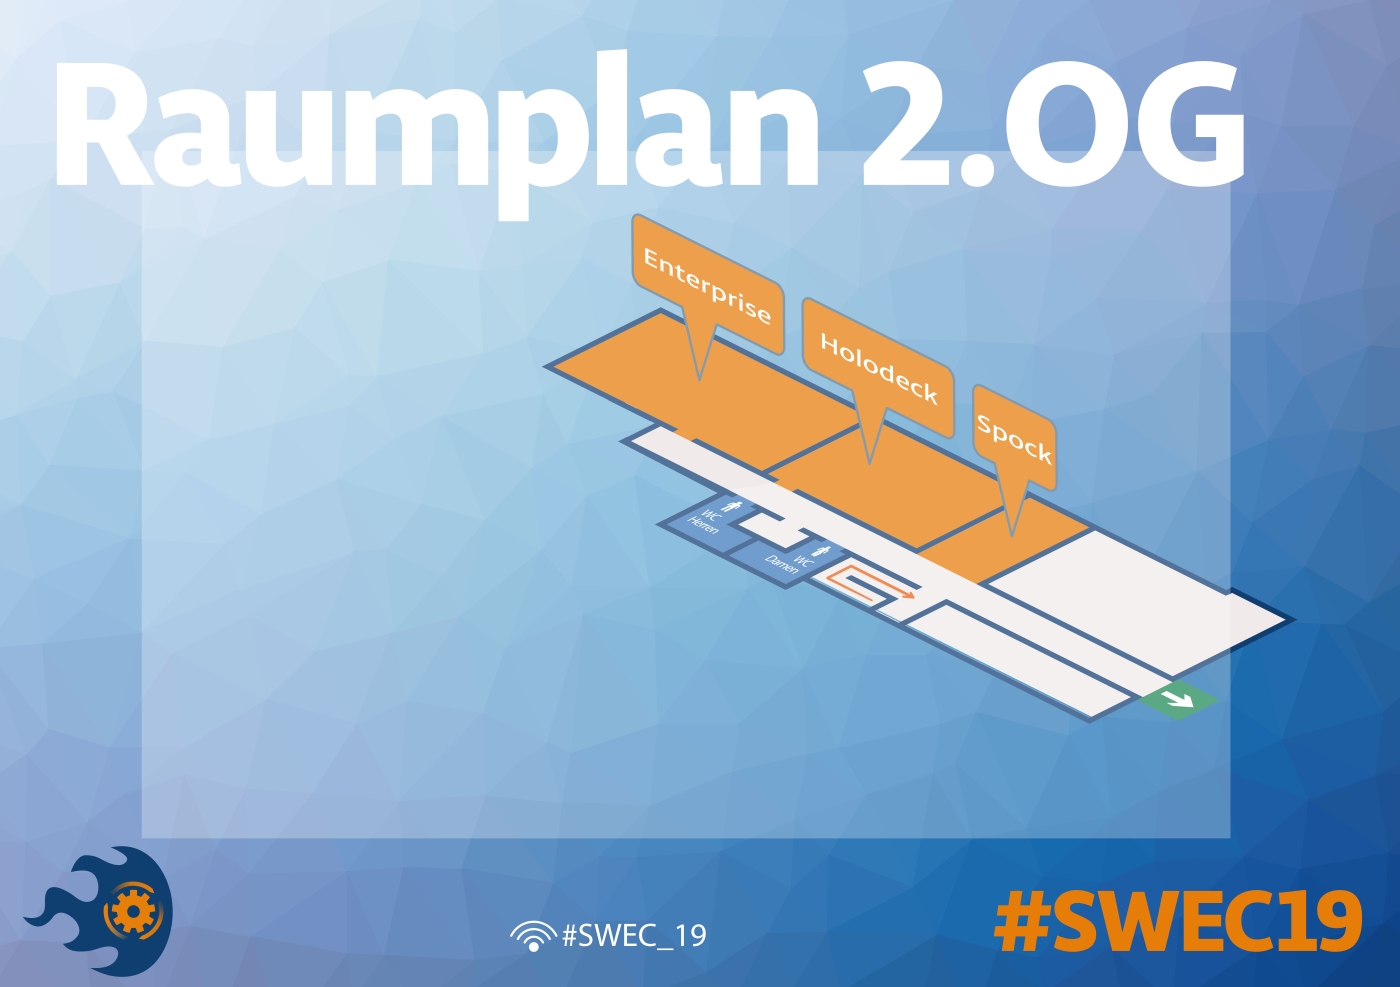 Raumplan 2.OG
Enterprise
Holodeck
Spock
WC
Herren
WC
Damen
#SWEC_19
#SWEC19